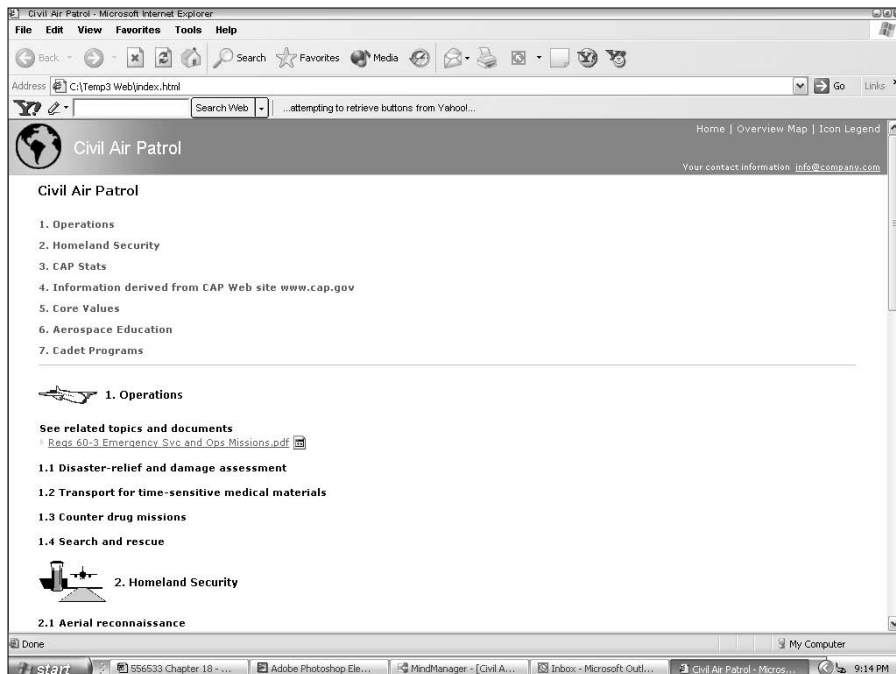 Civil Air Patrol - Microsoft Internet Explorer
File Edit View Favorites Tools Help
Back Search Favorites Media
Address C:\Temp3 Web\index.html Go Links
Y? Search Web ...attempting to retrieve buttons from Yahoo!...
Home | Overview Map | Icon Legend
Civil Air Patrol
Your contact information info@company.com
Civil Air Patrol
1. Operations
2. Homeland Security
3. CAP Stats
4. Information derived from CAP Web site www.cap.gov
5. Core Values
6. Aerospace Education
7. Cadet Programs
1. Operations
See related topics and documents
Regs 60-3 Emergency Svc and Ops Missions.pdf
1.1 Disaster-relief and damage assessment
1.2 Transport for time-sensitive medical materials
1.3 Counter drug missions
1.4 Search and rescue
2. Homeland Security
2.1 Aerial reconnaissance
Done My Computer
start 556533 Chapter 18 - ... Adobe Photoshop Ele... MindManager - [Civil A... Inbox - Microsoft Outl... Civil Air Patrol - Micros... 9:14 PM